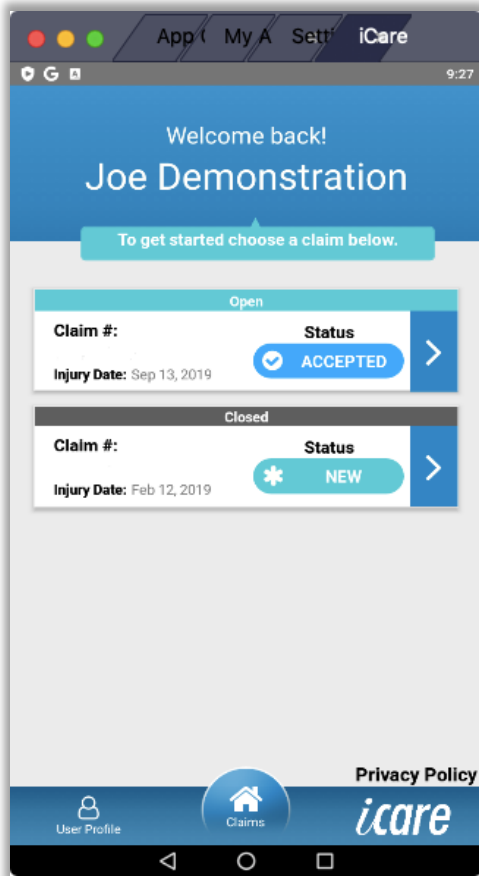 App
My A
Sett
iCare
9:27
Welcome back!
Joe Demonstration
To get started choose a claim below.
Open
Claim #:
Status
ACCEPTED
Injury Date: Sep 13, 2019
Closed
Claim #:
Status
NEW
Injury Date: Feb 12, 2019
Privacy Policy
User Profile
Claims
icare